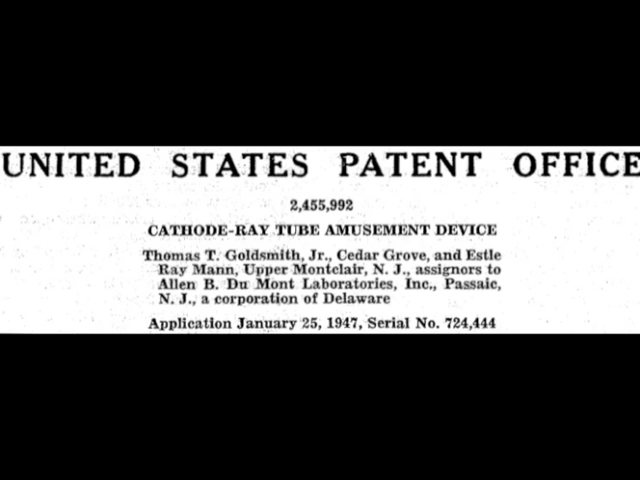 UNITED STATES PATENT OFFICE
2,455,992
CATHODE-RAY TUBE AMUSEMENT DEVICE
Thomas T. Goldsmith, Jr., Cedar Grove, and Estle
Ray Mann, Upper Montclair, N. J., assignors to
Allen B. Du Mont Laboratories, Inc., Passaic,
N. J., a corporation of Delaware
Application January 25, 1947, Serial No. 724,444